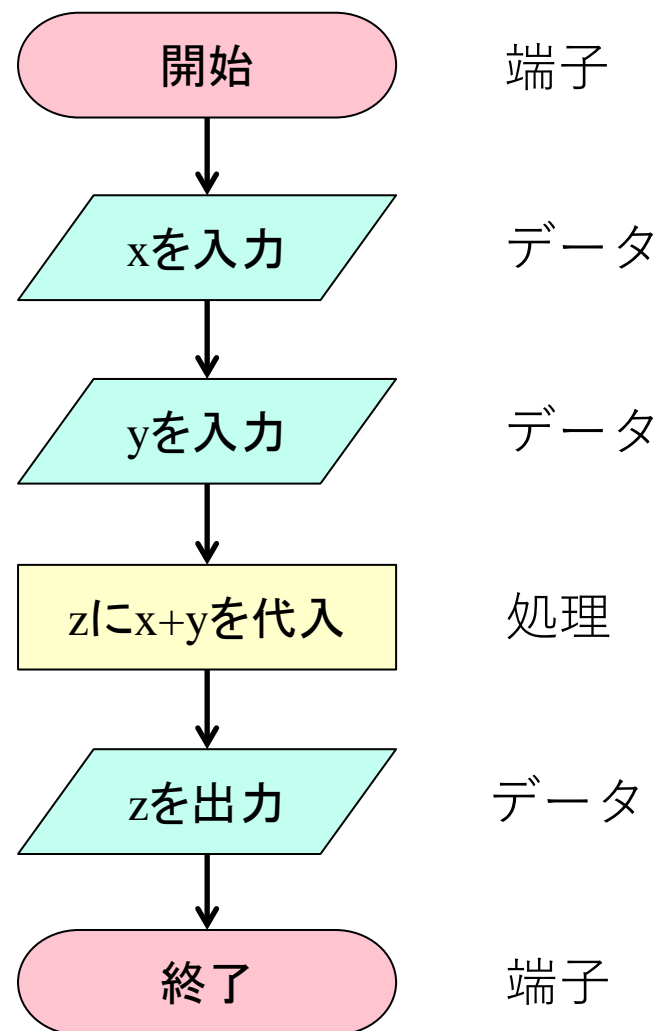 開始 端子
xを入力 データ
yを入力 データ
zにx+yを代入 処理
zを出力 データ
終了 端子